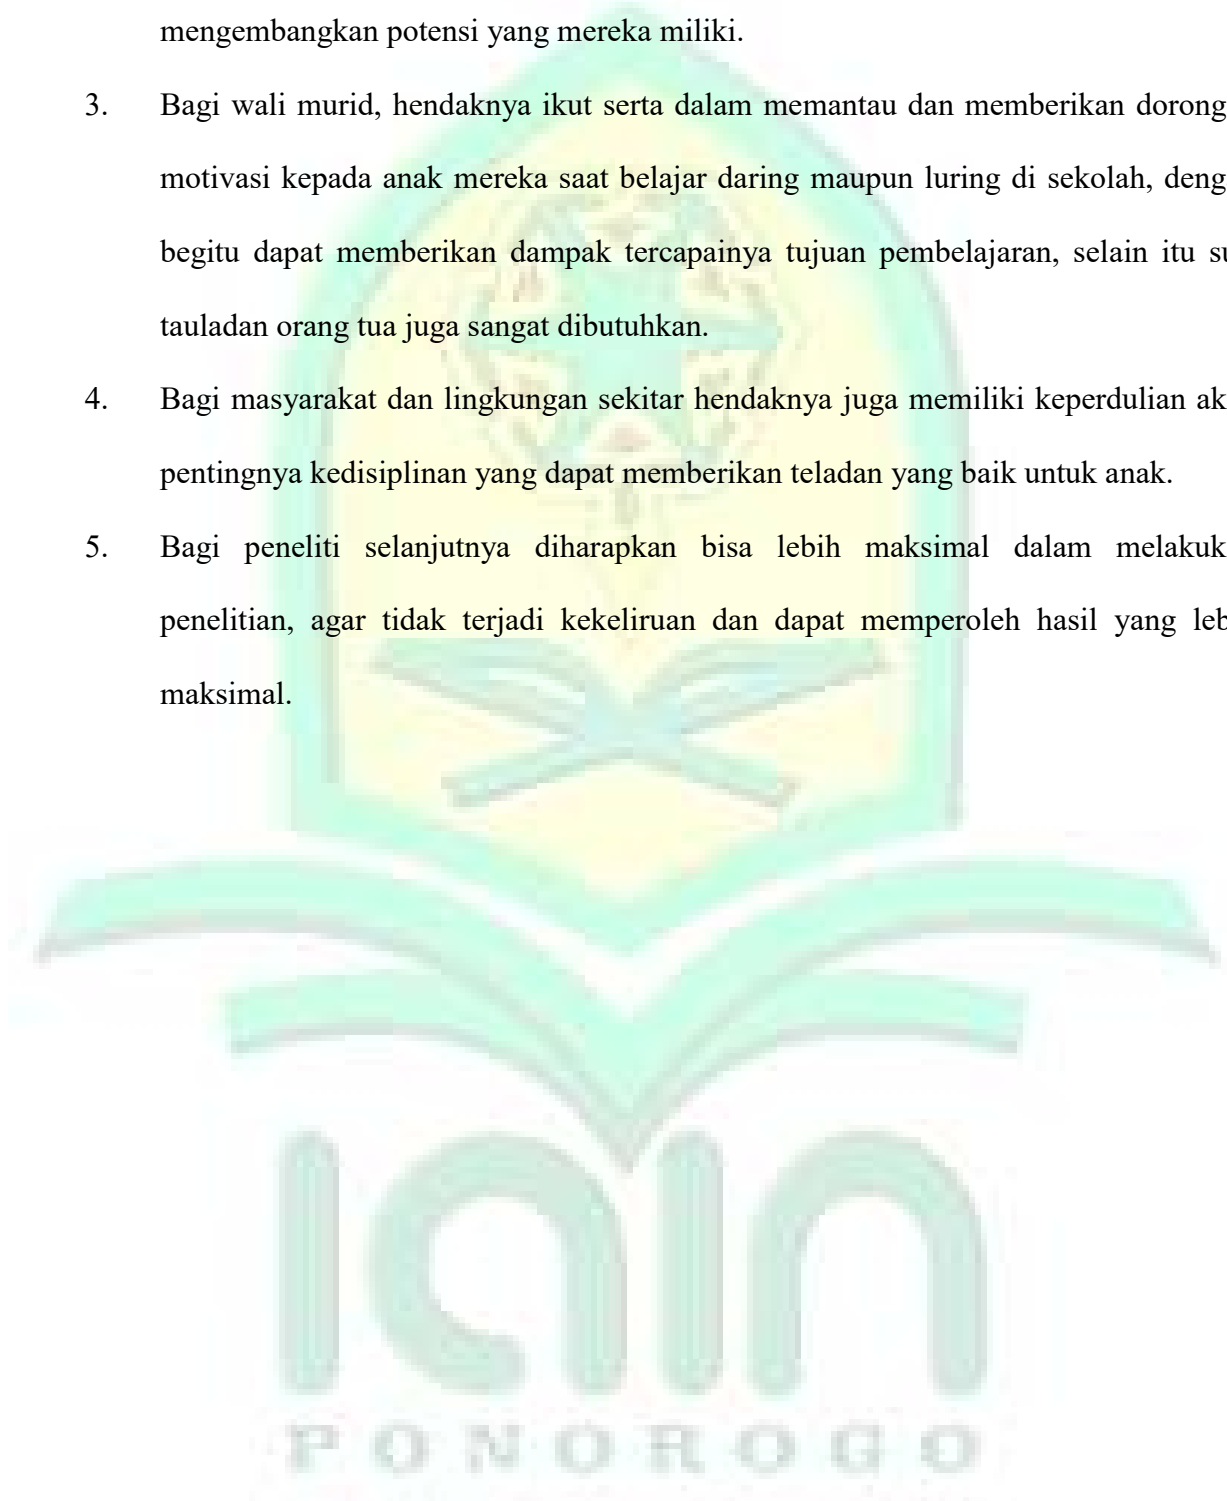 mengembangkan potensi yang mereka miliki.
3. Bagi wali murid, hendaknya ikut serta dalam memantau dan memberikan dorong
motivasi kepada anak mereka saat belajar daring maupun luring di sekolah, deng
begitu dapat memberikan dampak tercapainya tujuan pembelajaran, selain itu su
tauladan orang tua juga sangat dibutuhkan.
4. Bagi masyarakat dan lingkungan sekitar hendaknya juga memiliki keperdulian ak
pentingnya kedisiplinan yang dapat memberikan teladan yang baik untuk anak.
5. Bagi peneliti selanjutnya diharapkan bisa lebih maksimal dalam melakuk
penelitian, agar tidak terjadi kekeliruan dan dapat memperoleh hasil yang leb
maksimal.
iain
PONOROGO